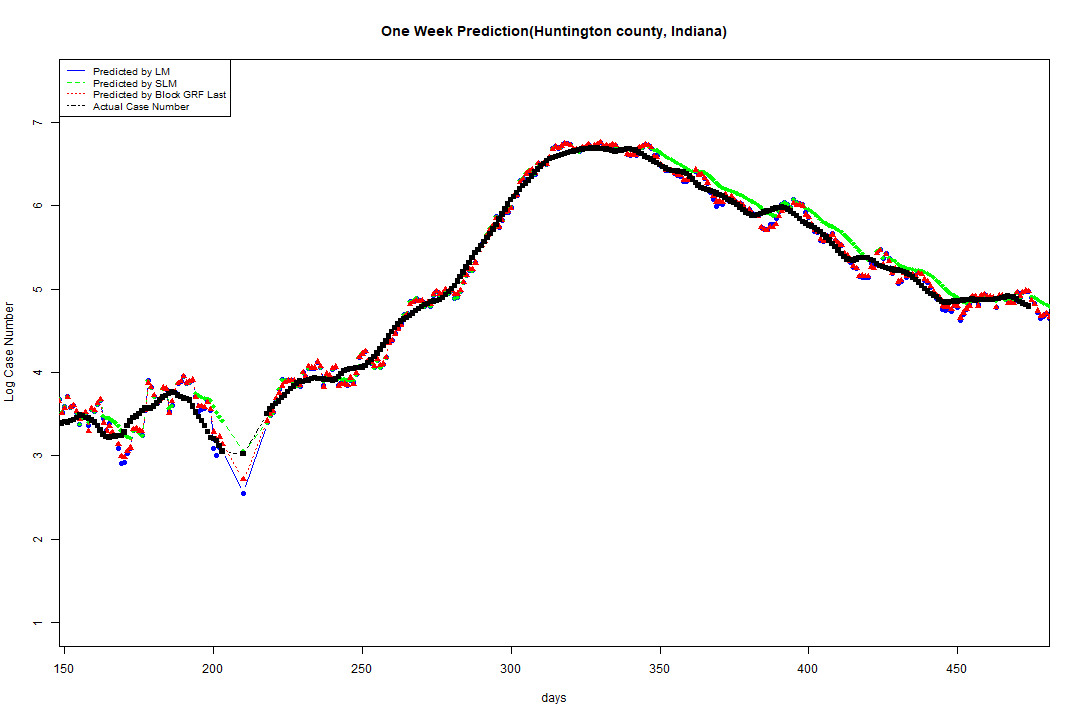 One Week Prediction(Huntington county, Indiana)
Predicted by LM
Predicted by SLM
Predicted by Block GRF Last
Actual Case Number
7
6
5
4
3
2
1
Log Case Number
150 200 250 300 350 400 450
days